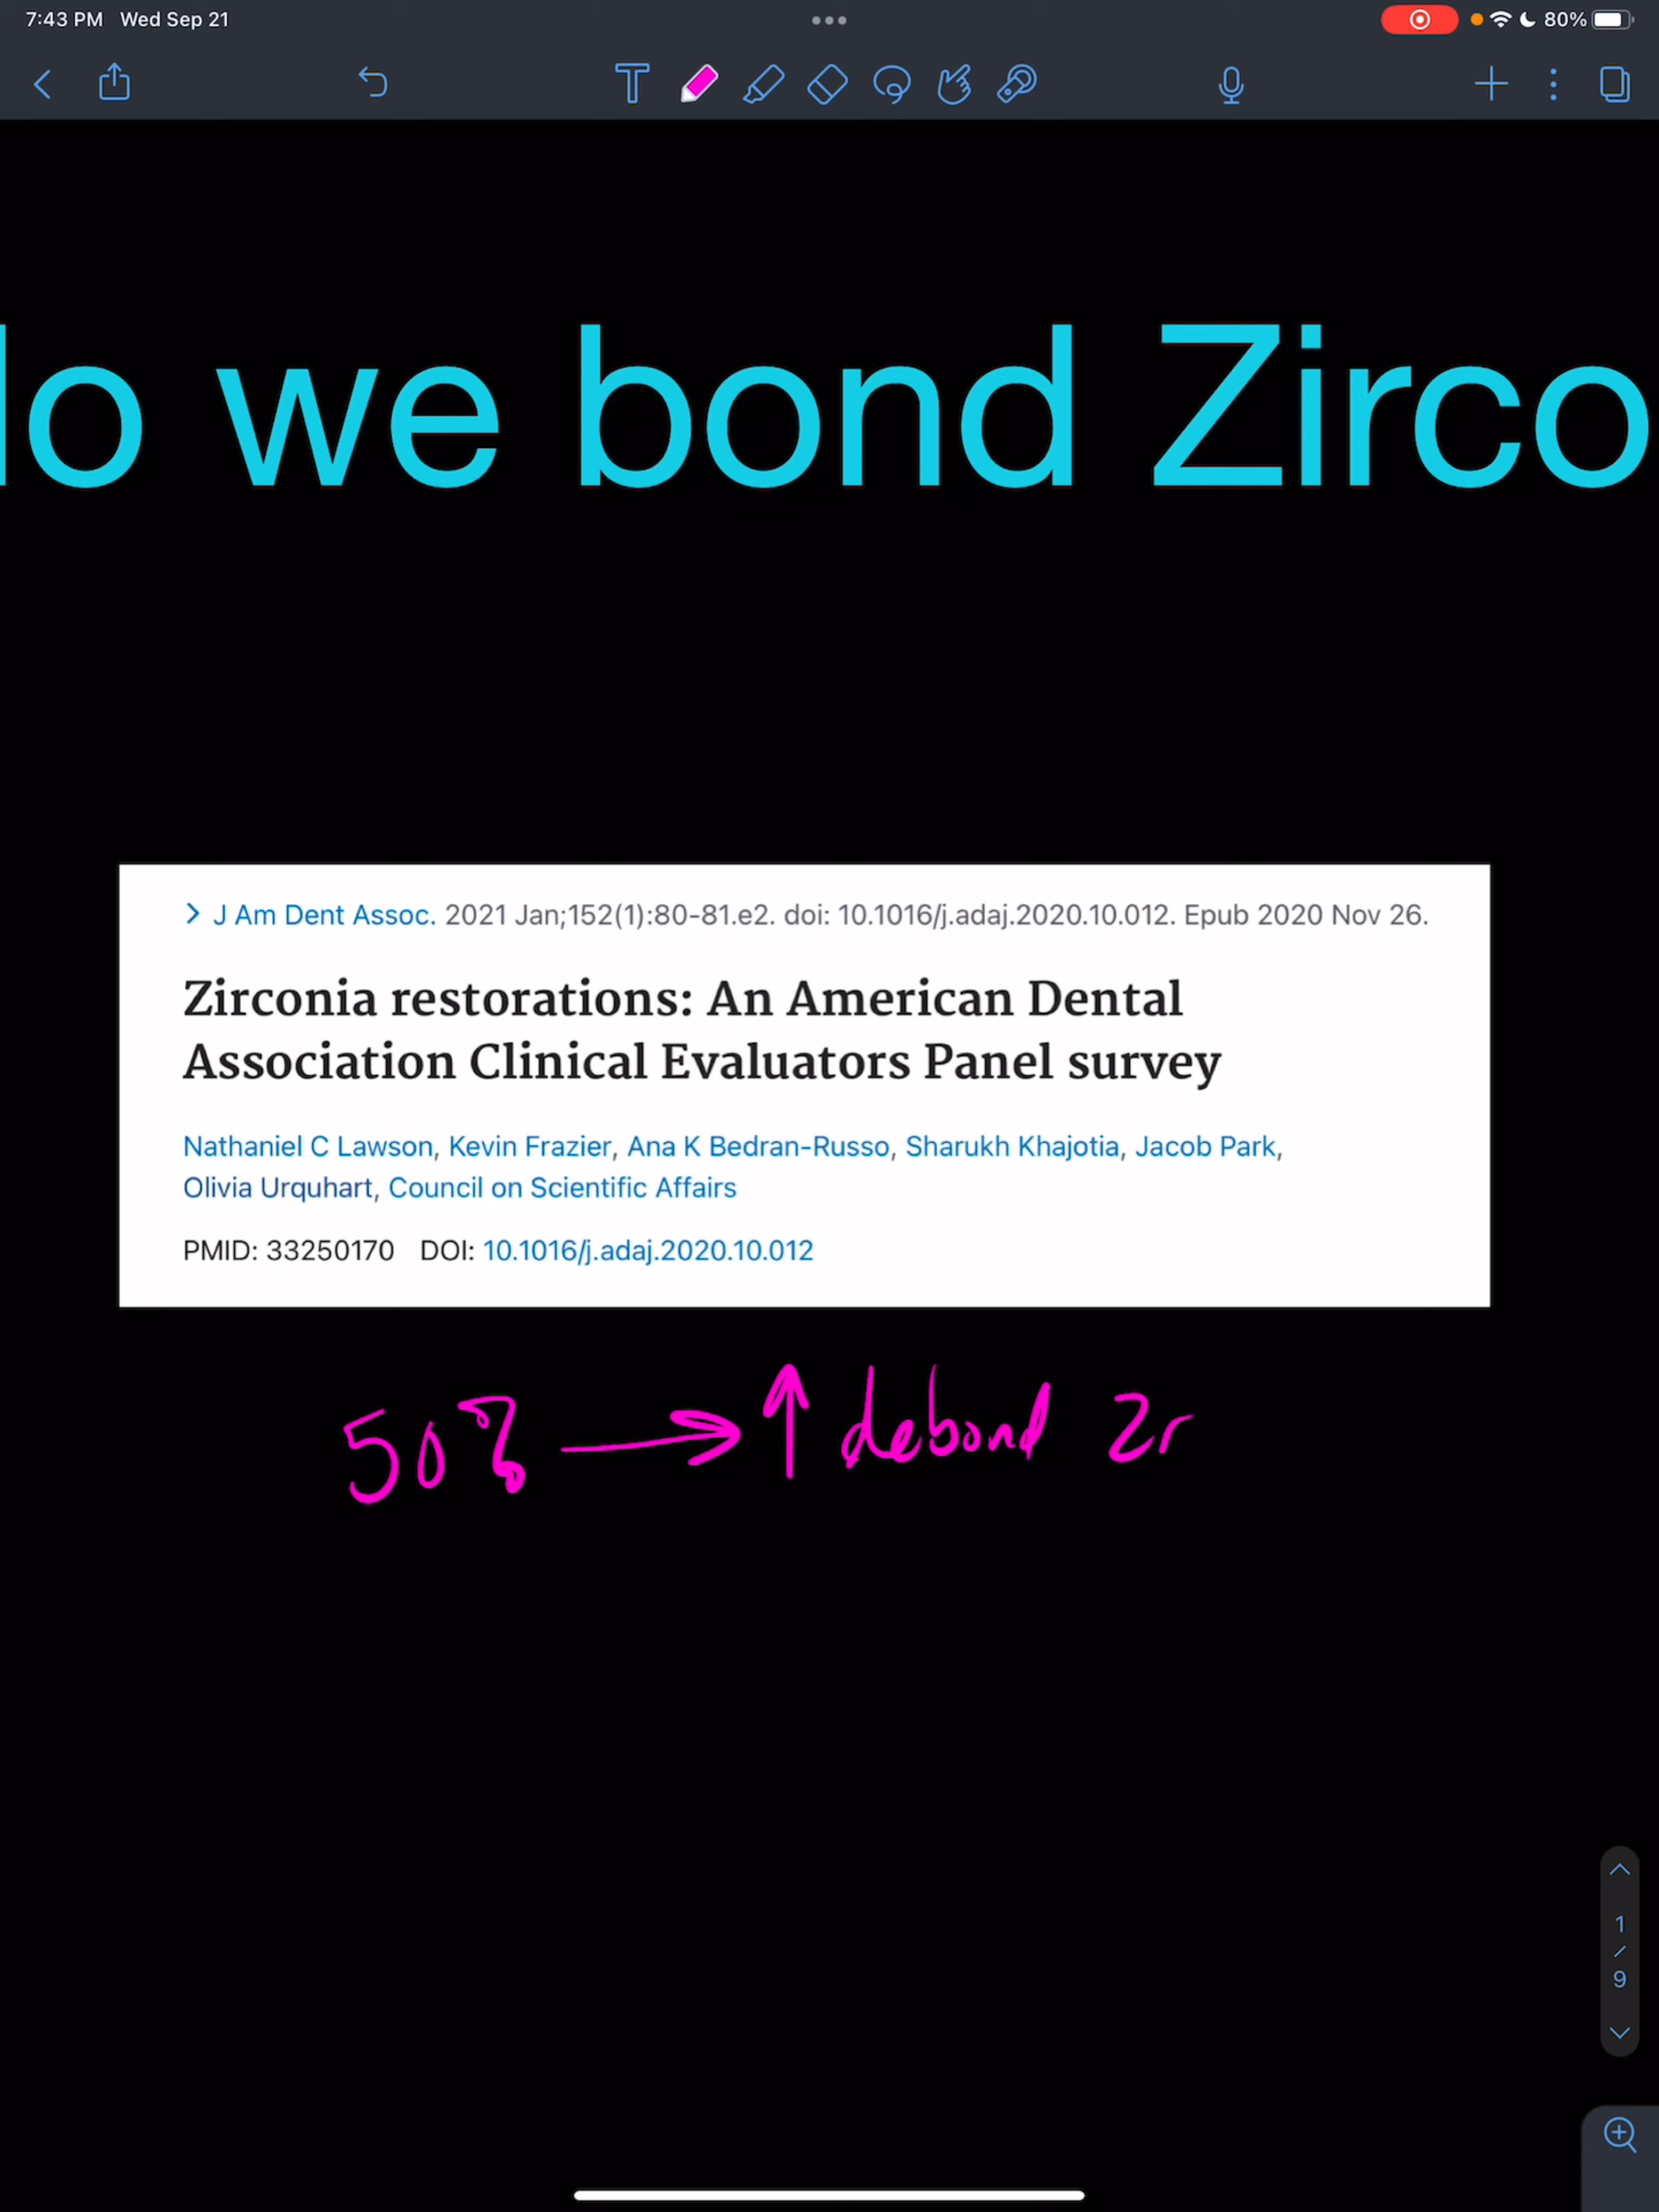 7:43 PM Wed Sep 21
80%
lo we bond Zirco
J Am Dent Assoc. 2021 Jan;152(1):80-81.e2. doi: 10.1016/j.adaj.2020.10.012. Epub 2020 Nov 26.
Zirconia restorations: An American Dental
Association Clinical Evaluators Panel survey
Nathaniel C Lawson, Kevin Frazier, Ana K Bedran-Russo, Sharukh Khajotia, Jacob Park,
Olivia Urquhart, Council on Scientific Affairs
PMID: 33250170 DOI: 10.1016/j.adaj.2020.10.012
50% → ↑ debond Zr
1
/
9